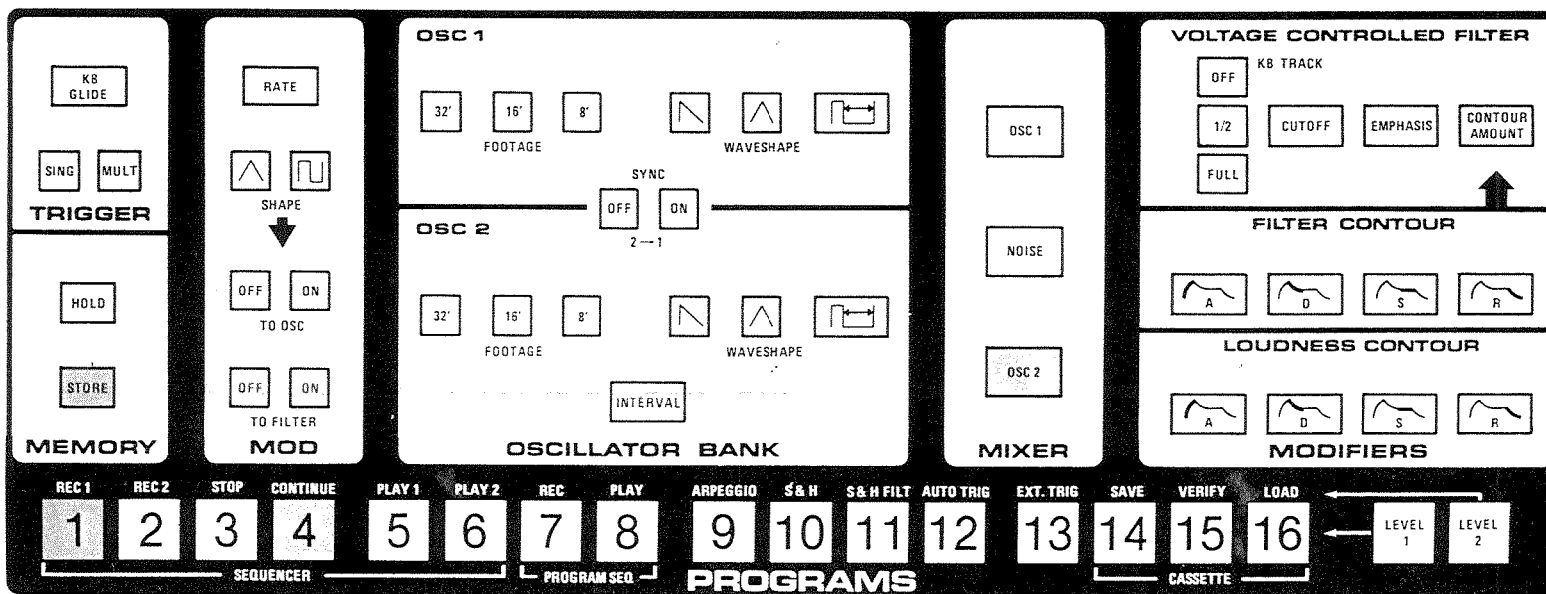 KB
GLIDE
SING MULT
TRIGGER
HOLD
STORE
MEMORY
RATE
SHAPE
OFF ON
TO OSC
OFF ON
TO FILTER
MOD
OSC 1
32' 16' 8'
FOOTAGE WAVESHAPE
SYNC
OFF ON
2 — 1
OSC 2
32' 16' 8'
FOOTAGE WAVESHAPE
INTERVAL
OSCILLATOR BANK
OSC 1
NOISE
OSC 2
MIXER
VOLTAGE CONTROLLED FILTER
KB TRACK
OFF
1/2
FULL
CUTOFF
EMPHASIS
CONTOUR
AMOUNT
FILTER CONTOUR
A D S R
LOUDNESS CONTOUR
A D S R
MODIFIERS
REC 1 REC 2 STOP CONTINUE PLAY 1 PLAY 2 REC PLAY ARPEGGIO S & H S & H FILT AUTO TRIG EXT. TRIG SAVE VERIFY LOAD
1 2 3 4 5 6 7 8 9 10 11 12 13 14 15 16
LEVEL
1
LEVEL
2
SEQUENCER PROGRAM SEQ. PROGRAMS CASSETTE